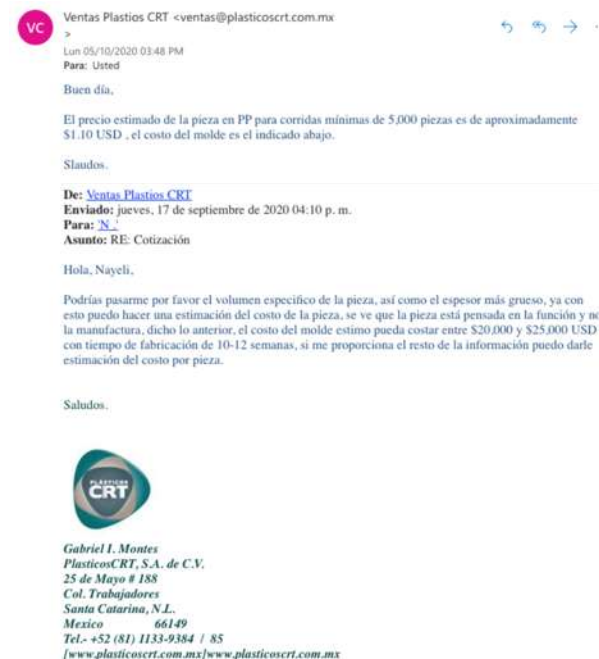 VC
Ventas Plastios CRT <ventas@plasticoscrt.com.mx
>
Lun 05/10/2020 03:48 PM
Para: Usted
Buen día,
El precio estimado de la pieza en PP para corridas mínimas de 5,000 piezas es de aproximadamente
$1.10 USD , el costo del molde es el indicado abajo.
Slaudos.
De: Ventas Plastios CRT
Enviado: jueves, 17 de septiembre de 2020 04:10 p. m.
Para: 'N .'
Asunto: RE: Cotización
Hola, Nayeli,
Podrías pasarme por favor el volumen especifico de la pieza, así como el espesor más grueso, ya con
esto puedo hacer una estimación del costo de la pieza, se ve que la pieza está pensada en la función y no
la manufactura, dicho lo anterior, el costo del molde estimo pueda costar entre $20,000 y $25,000 USD
con tiempo de fabricación de 10-12 semanas, si me proporciona el resto de la información puedo darle
estimación del costo por pieza.
Saludos.
PLÁSTICOS
CRT
Gabriel I. Montes
PlasticosCRT, S.A. de C.V.
25 de Mayo # 188
Col. Trabajadores
Santa Catarina, N.L.
Mexico 66149
Tel.- +52 (81) 1133-9384 / 85
[www.plasticoscrt.com.mx]www.plasticoscrt.com.mx